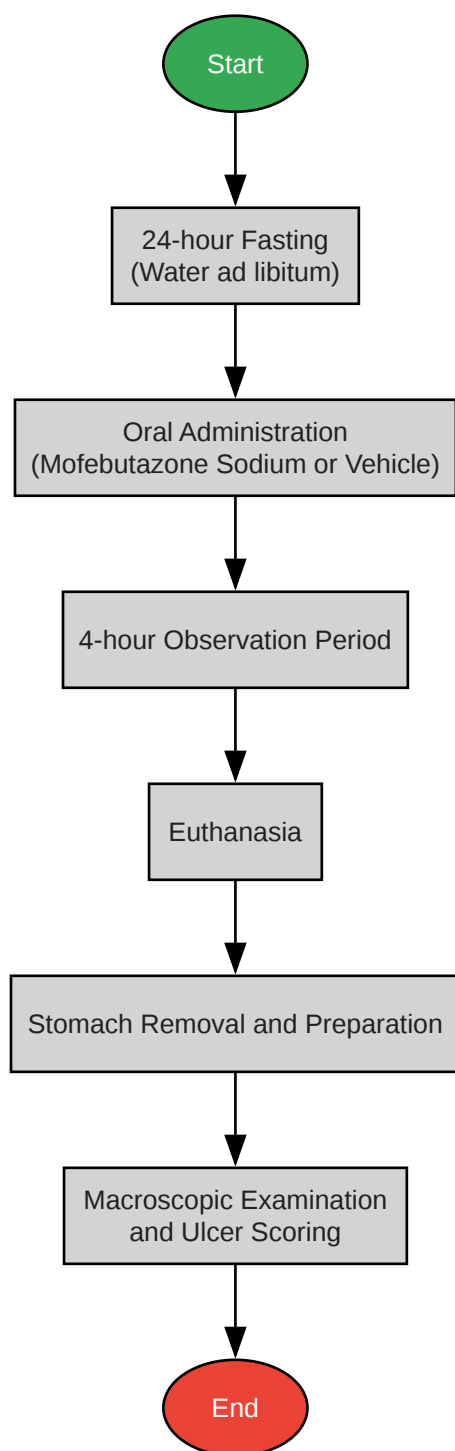 Start
24-hour Fasting
(Water ad libitum)
Oral Administration
(Mofebutazone Sodium or Vehicle)
4-hour Observation Period
Euthanasia
Stomach Removal and Preparation
Macroscopic Examination
and Ulcer Scoring
End